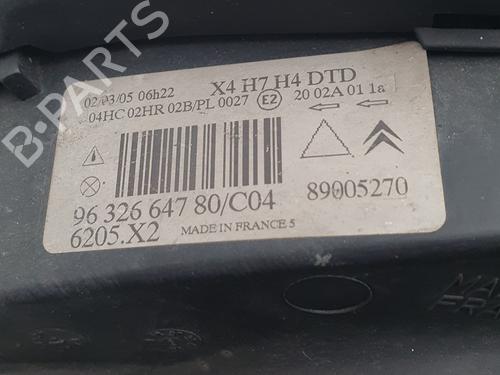 02/03/05 06h22 X4 H7 H4 DTD
04HC 02HR 02B/PL 0027 E2 20 02A 01 1a
96 326 647 80/C04 89005270
6205.X2 MADE IN FRANCE 5
B-PARTS